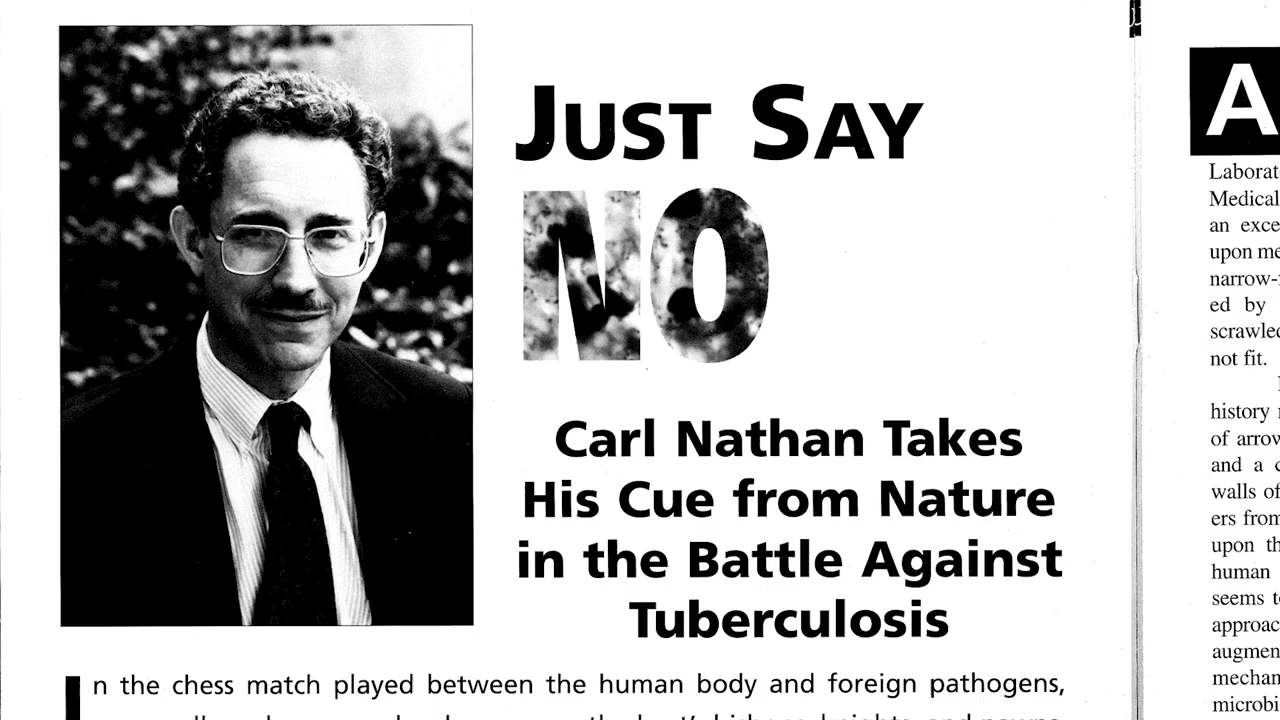 JUST SAY
NO
Carl Nathan Takes
His Cue from Nature
in the Battle Against
Tuberculosis
In the chess match played between the human body and foreign pathogens,
A
Laborat
Medical
an exce
upon me
narrow-
ed by
scrawled
not fit.
history
of arrow
and a c
walls of
ers from
upon th
human
seems t
approac
augmen
mechan
microbi